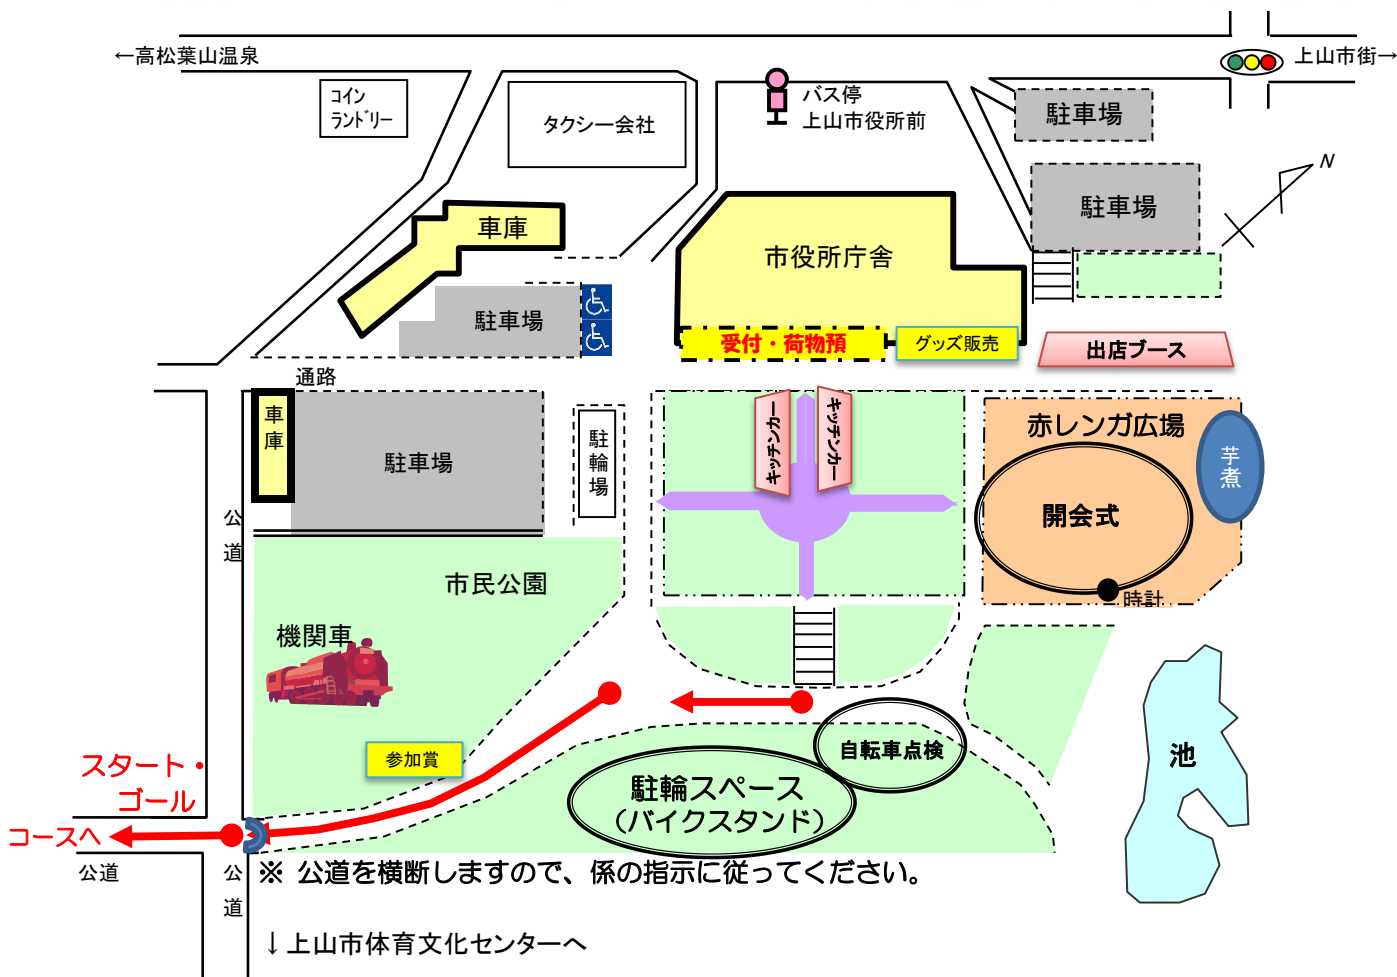 ←高松葉山温泉
上山市街→
コイン
ランドリー
タクシー会社
バス停
上山市役所前
駐車場
N
駐車場
車庫
市役所庁舎
駐車場
受付・荷物預
グッズ販売
出店ブース
通路
車庫
駐車場
駐輪場
キッチンカー
キッチンカー
赤レンガ広場
芋煮
開会式
公道
市民公園
時計
機関車
自転車点検
池
参加賞
スタート・
ゴール
駐輪スペース
（バイクスタンド）
コースへ
公道
公道
※ 公道を横断しますので、係の指示に従ってください。
↓上山市体育文化センターへ